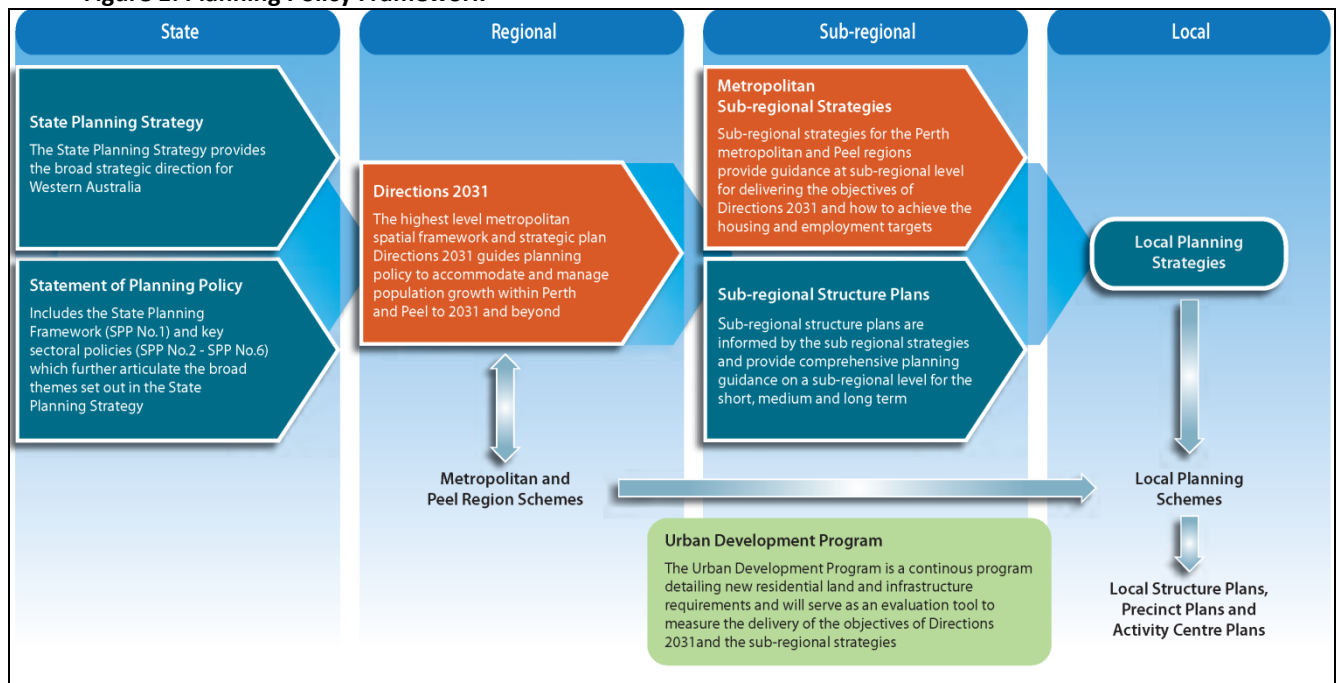 State
Regional
Sub-regional
Local
State Planning Strategy
The State Planning Strategy provides
the broad strategic direction for
Western Australia
Statement of Planning Policy
Includes the State Planning
Framework (SPP No.1) and key
sectoral policies (SPP No.2 - SPP No.6)
which further articulate the broad
themes set out in the State
Planning Strategy
Directions 2031
The highest level metropolitan
spatial framework and strategic plan
Directions 2031 guides planning
policy to accommodate and manage
population growth within Perth
and Peel to 2031 and beyond
Metropolitan and
Peel Region Schemes
Metropolitan
Sub-regional Strategies
Sub-regional strategies for the Perth
metropolitan and Peel regions
provide guidance at sub-regional level
for delivering the objectives of
Directions 2031 and how to achieve the
housing and employment targets
Sub-regional Structure Plans
Sub-regional structure plans are
informed by the sub regional strategies
and provide comprehensive planning
guidance on a sub-regional level for the
short, medium and long term
Urban Development Program
The Urban Development Program is a continous program
detailing new residential land and infrastructure
requirements and will serve as an evaluation tool to
measure the delivery of the objectives of Directions
2031and the sub-regional strategies
Local Planning
Strategies
Local Planning
Schemes
Local Structure Plans,
Precinct Plans and
Activity Centre Plans